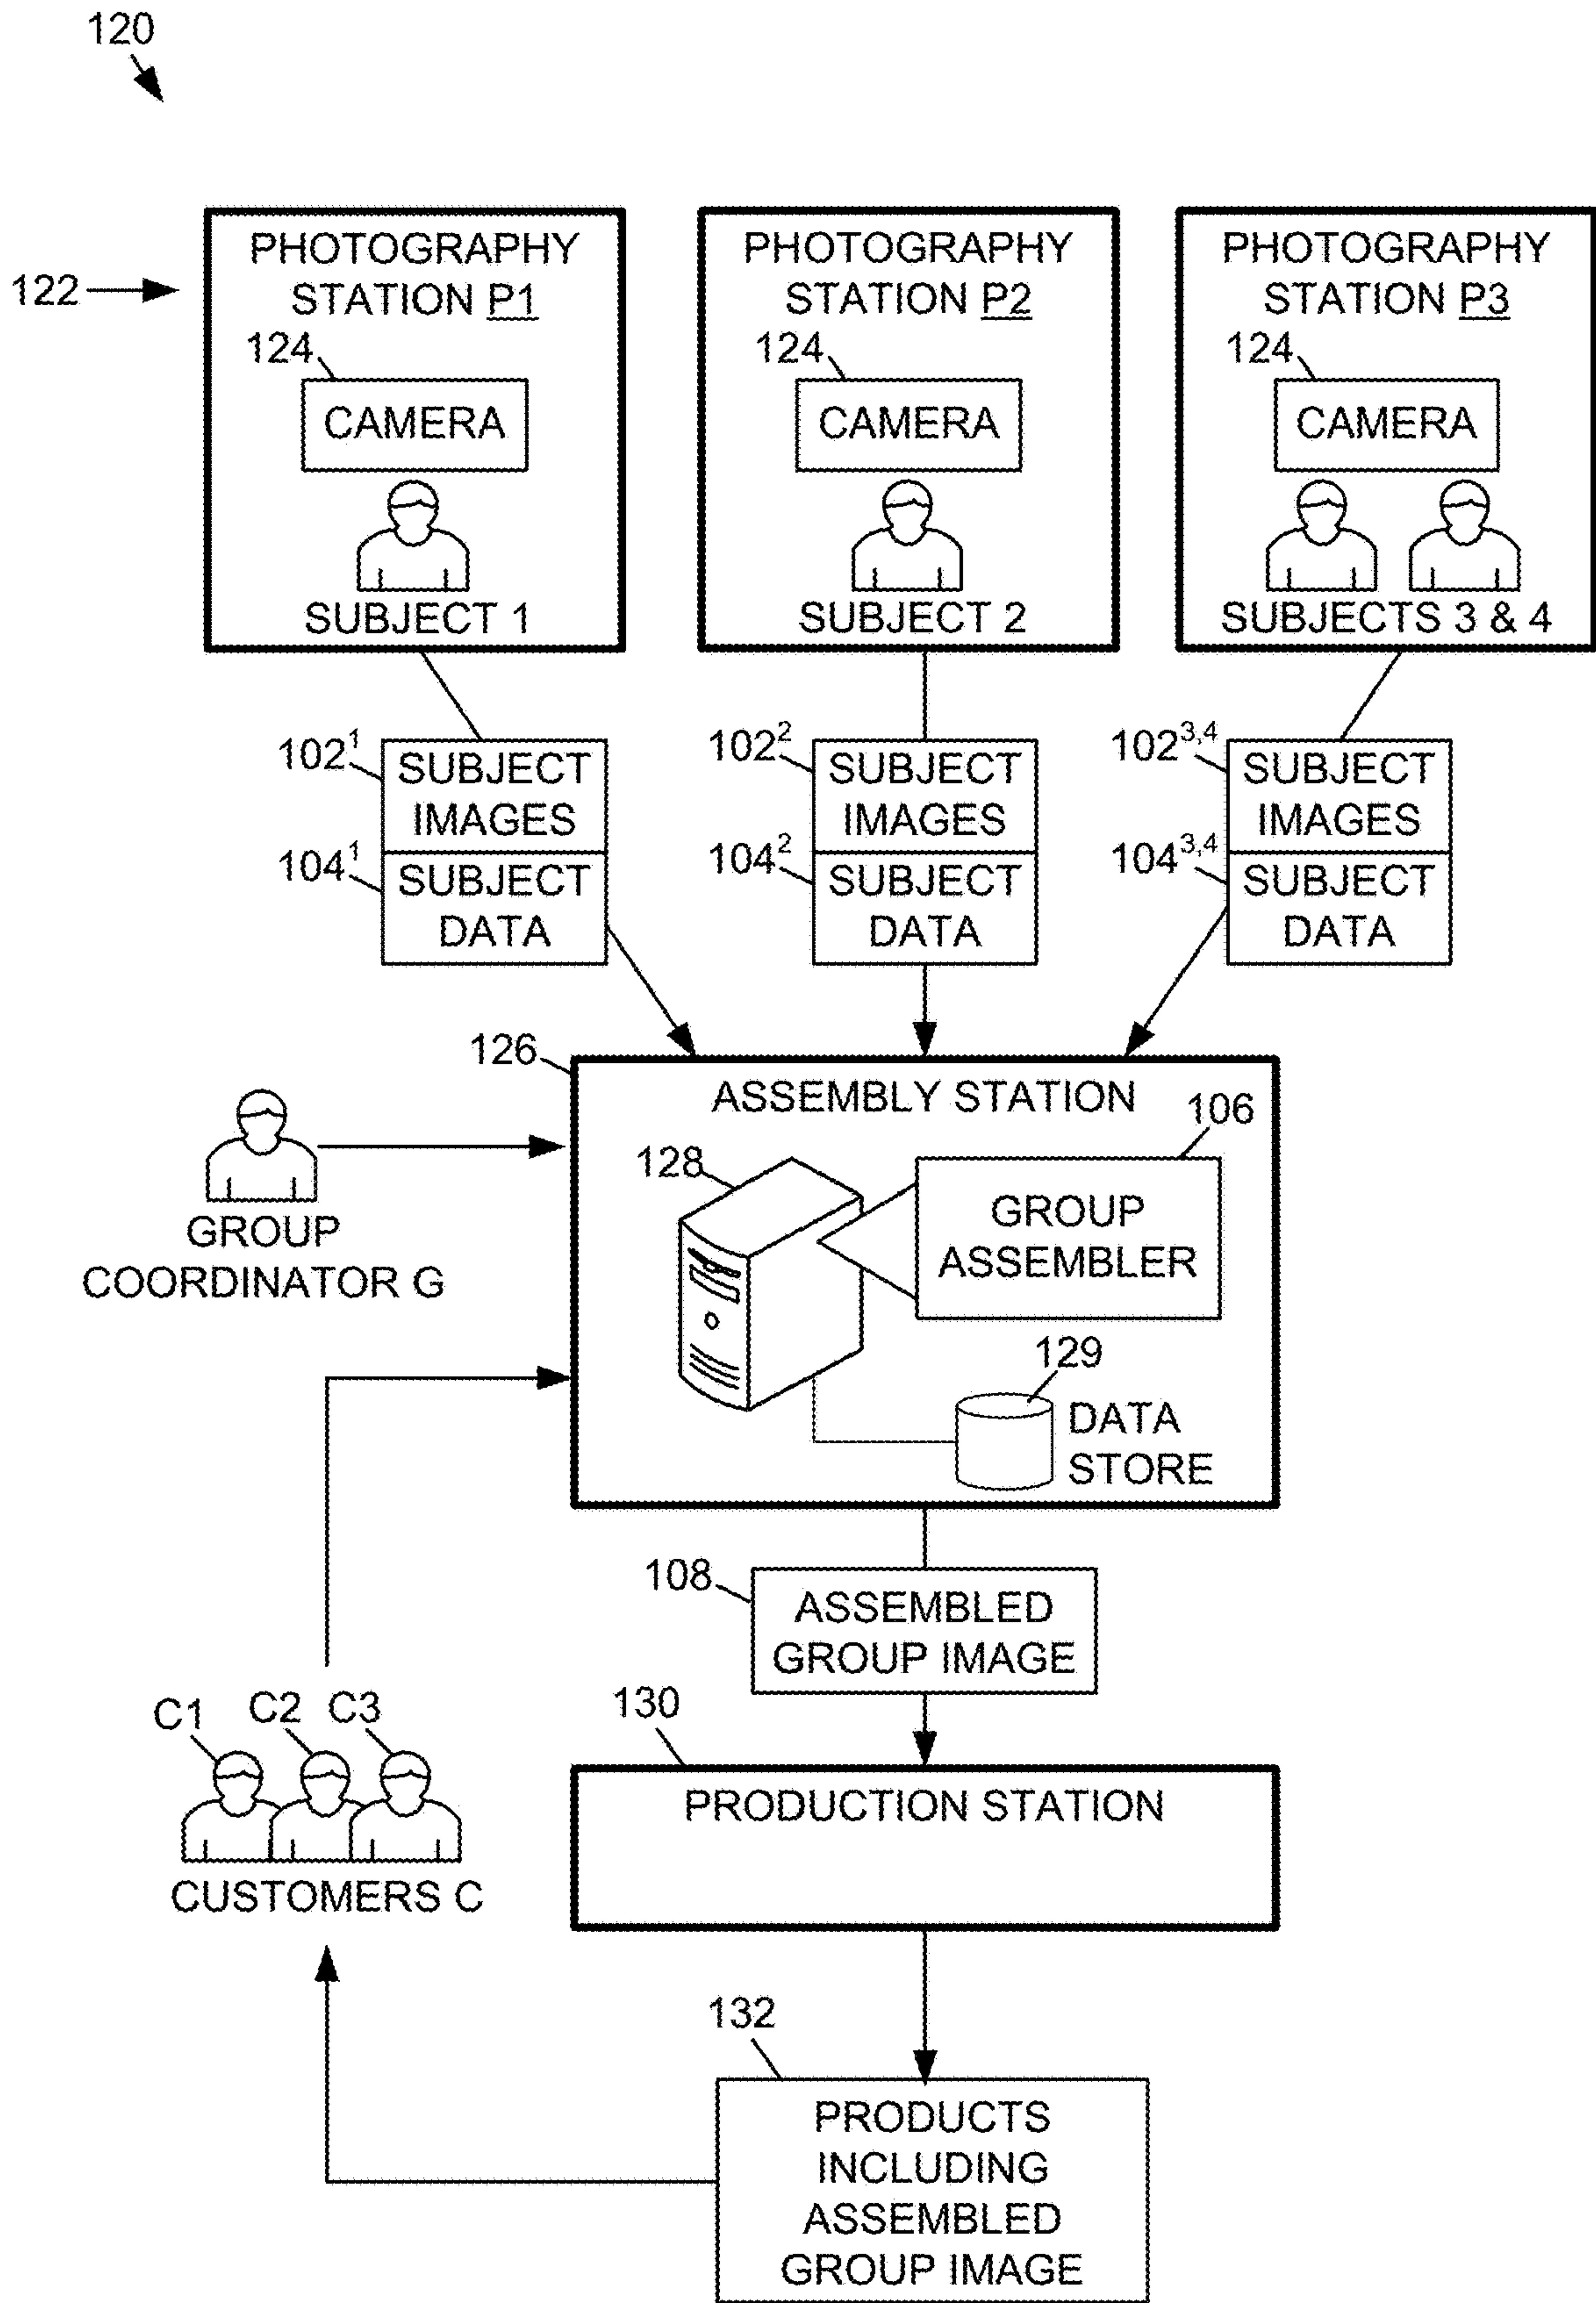 120
122
PHOTOGRAPHY
STATION P1
124
CAMERA
SUBJECT 1
PHOTOGRAPHY
STATION P2
124
CAMERA
SUBJECT 2
PHOTOGRAPHY
STATION P3
124
CAMERA
SUBJECTS 3 & 4
102¹
SUBJECT
IMAGES
104¹
SUBJECT
DATA
102²
SUBJECT
IMAGES
104²
SUBJECT
DATA
102³,⁴
SUBJECT
IMAGES
104³,⁴
SUBJECT
DATA
126
ASSEMBLY STATION
106
128
GROUP
ASSEMBLER
GROUP
COORDINATOR G
129
DATA
STORE
108
ASSEMBLED
GROUP IMAGE
C1
C2
C3
CUSTOMERS C
130
PRODUCTION STATION
132
PRODUCTS
INCLUDING
ASSEMBLED
GROUP IMAGE